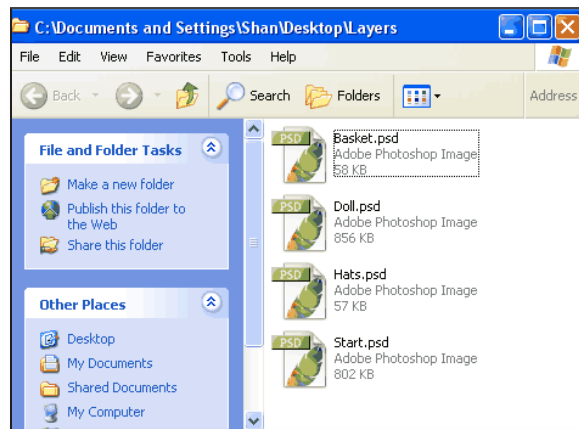 C:\Documents and Settings\Shan\Desktop\Layers
File Edit View Favorites Tools Help
Back Search Folders Address
File and Folder Tasks
Make a new folder
Publish this folder to
the Web
Share this folder
Other Places
Desktop
My Documents
Shared Documents
My Computer
PSD
Basket.psd
Adobe Photoshop Image
58 KB
PSD
Doll.psd
Adobe Photoshop Image
856 KB
PSD
Hats.psd
Adobe Photoshop Image
57 KB
PSD
Start.psd
Adobe Photoshop Image
802 KB